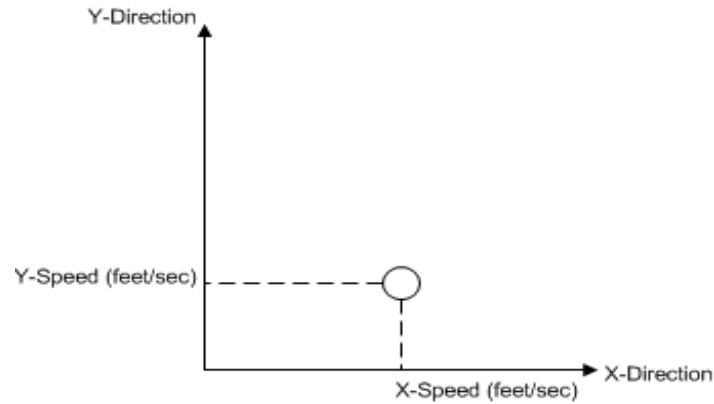 Y-Direction
Y-Speed (feet/sec)
X-Direction
X-Speed (feet/sec)